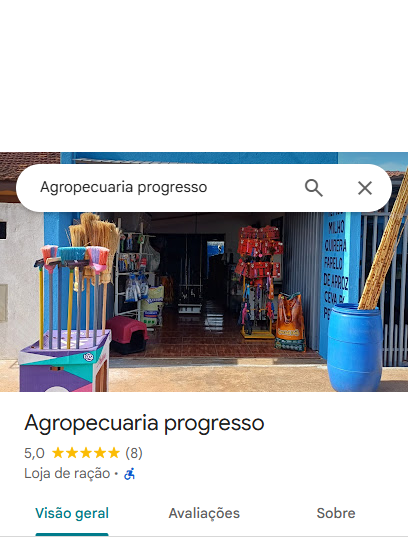 Agropecuaria progresso
MILHO
QUIRERA
FARELO
DE ARROZ
Agropecuaria progresso
5,0 (8)
Loja de ração ·
Visão geral
Avaliações
Sobre